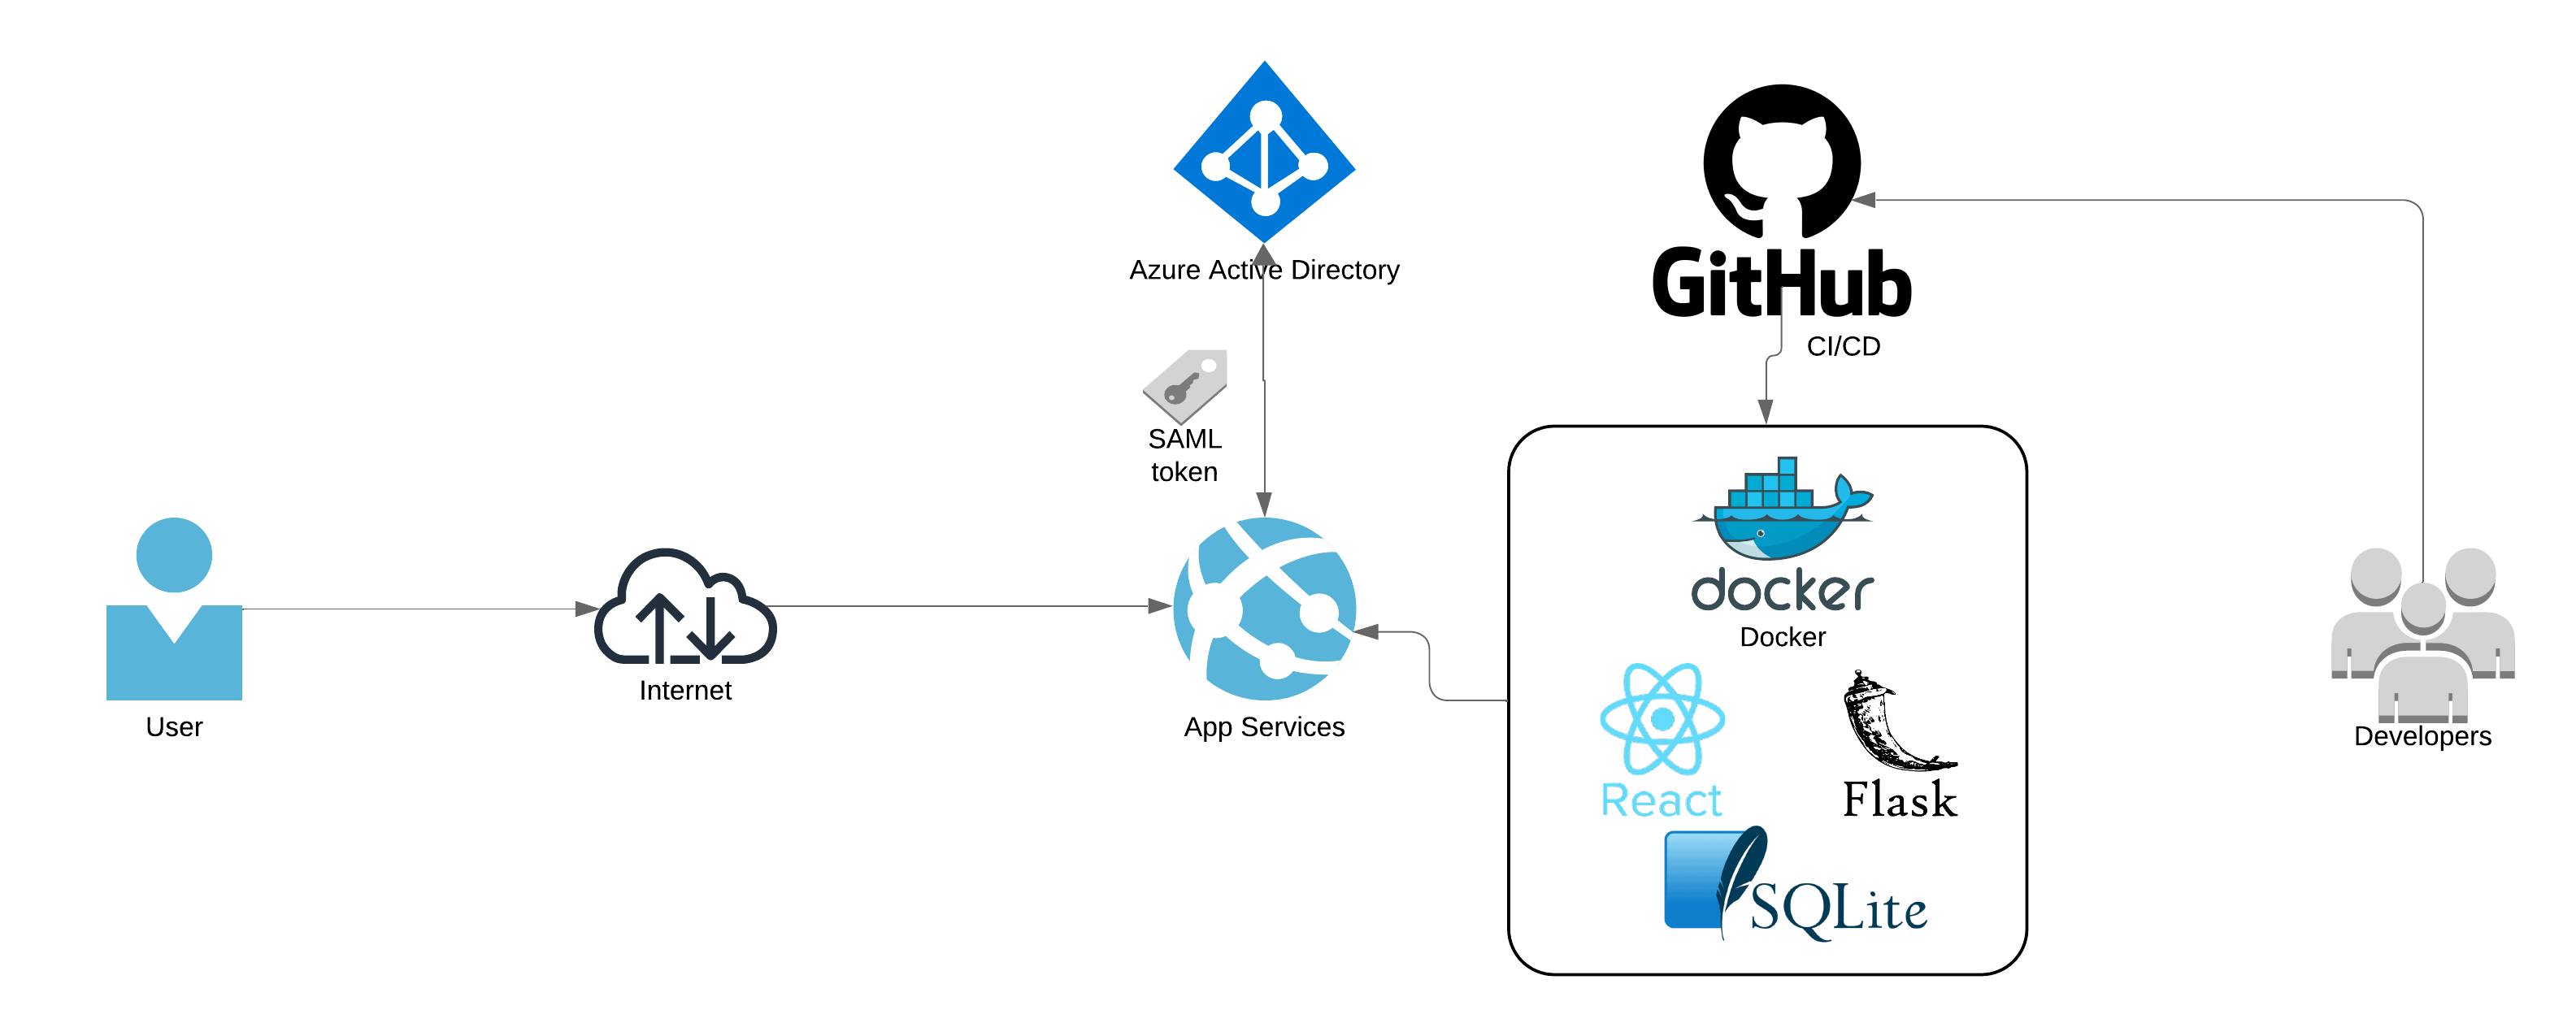 Azure Active Directory
GitHub
CI/CD
SAML
token
docker
Docker
User
Internet
App Services
React
Flask
SQLite
Developers